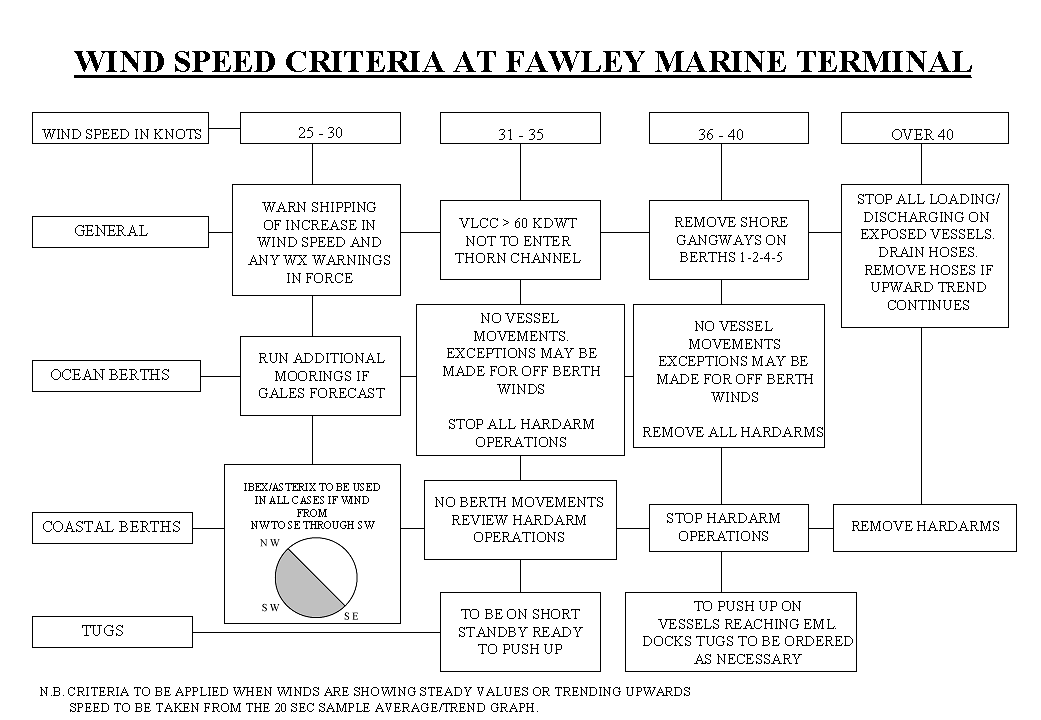 WIND SPEED CRITERIA AT FAWLEY MARINE TERMINAL
WIND SPEED IN KNOTS
25 - 30
31 - 35
36 - 40
OVER 40
GENERAL
WARN SHIPPING
OF INCREASE IN
WIND SPEED AND
ANY WX WARNINGS
IN FORCE
VLCC > 60 KDWT
NOT TO ENTER
THORN CHANNEL
REMOVE SHORE
GANGWAYS ON
BERTHS 1-2-4-5
STOP ALL LOADING/
DISCHARGING ON
EXPOSED VESSELS.
DRAIN HOSES.
REMOVE HOSES IF
UPWARD TREND
CONTINUES
OCEAN BERTHS
RUN ADDITIONAL
MOORINGS IF
GALES FORECAST
NO VESSEL
MOVEMENTS.
EXCEPTIONS MAY BE
MADE FOR OFF BERTH
WINDS
STOP ALL HARDARM
OPERATIONS
NO VESSEL
MOVEMENTS
EXCEPTIONS MAY BE
MADE FOR OFF BERTH
WINDS
REMOVE ALL HARDARMS
COASTAL BERTHS
IBEX/ASTERIX TO BE USED
IN ALL CASES IF WIND
FROM
NW TO SE THROUGH SW
NW
SW
SE
NO BERTH MOVEMENTS
REVIEW HARDARM
OPERATIONS
STOP HARDARM
OPERATIONS
REMOVE HARDARMS
TUGS
TO BE ON SHORT
STANDBY READY
TO PUSH UP
TO PUSH UP ON
VESSELS REACHING EML.
DOCKS TUGS TO BE ORDERED
AS NECESSARY
N.B. CRITERIA TO BE APPLIED WHEN WINDS ARE SHOWING STEADY VALUES OR TRENDING UPWARDS
SPEED TO BE TAKEN FROM THE 20 SEC SAMPLE AVERAGE/TREND GRAPH.